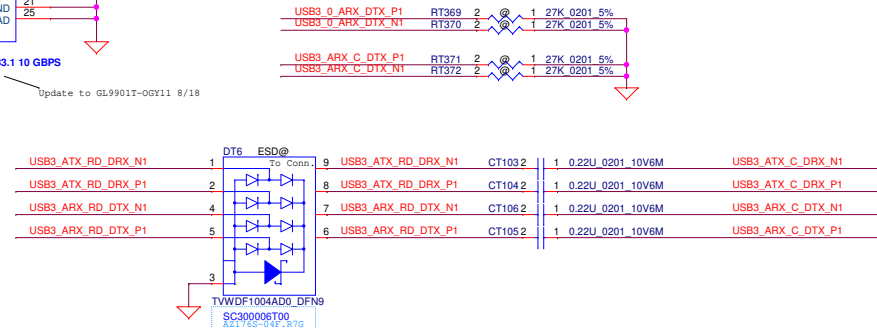 ND 21
AD 25
3.1 10 GBPS
Update to GL9901T-OGY11 8/18
USB3_0_ARX_DTX_P1 RT369 2 @ 1 27K_0201_5%
USB3_0_ARX_DTX_N1 RT370 2 @ 1 27K_0201_5%
USB3_ARX_C_DTX_P1 RT371 2 @ 1 27K_0201_5%
USB3_ARX_C_DTX_N1 RT372 2 @ 1 27K_0201_5%
DT6 ESD@
To Conn.
USB3_ATX_RD_DRX_N1 1 9 USB3_ATX_RD_DRX_N1 CT103 2 1 0.22U_0201_10V6M USB3_ATX_C_DRX_N1
USB3_ATX_RD_DRX_P1 2 8 USB3_ATX_RD_DRX_P1 CT104 2 1 0.22U_0201_10V6M USB3_ATX_C_DRX_P1
USB3_ARX_RD_DTX_N1 4 7 USB3_ARX_RD_DTX_N1 CT106 2 1 0.22U_0201_10V6M USB3_ARX_C_DTX_N1
USB3_ARX_RD_DTX_P1 5 6 USB3_ARX_RD_DTX_P1 CT105 2 1 0.22U_0201_10V6M USB3_ARX_C_DTX_P1
3
TVWDF1004AD0_DFN9
SC300006T00
AZ176S-04F.R7G